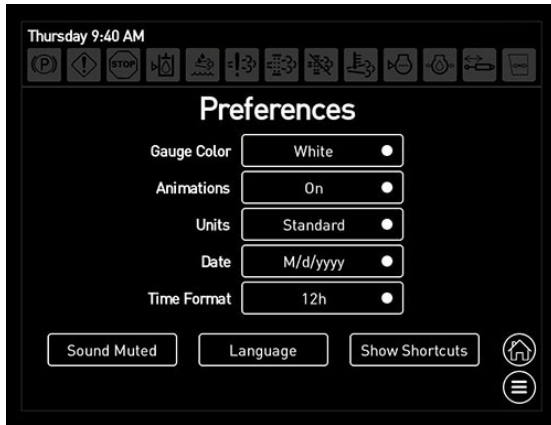 Thursday 9:40 AM
(P) STOP
Preferences
Gauge Color White
Animations On
Units Standard
Date M/d/yyyy
Time Format 12h
Sound Muted Language Show Shortcuts